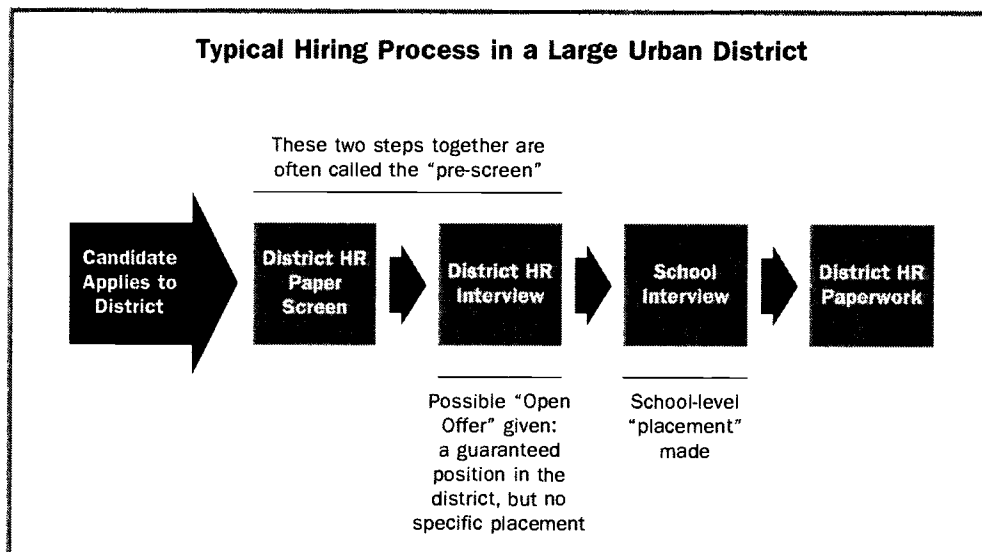 Typical Hiring Process in a Large Urban District
These two steps together are
often called the “pre-screen”
Candidate
Applies to
District
District HR
Paper
Screen
District HR
Interview
School
Interview
District HR
Paperwork
Possible “Open
Offer” given:
a guaranteed
position in the
district, but no
specific placement
School-level
“placement”
made